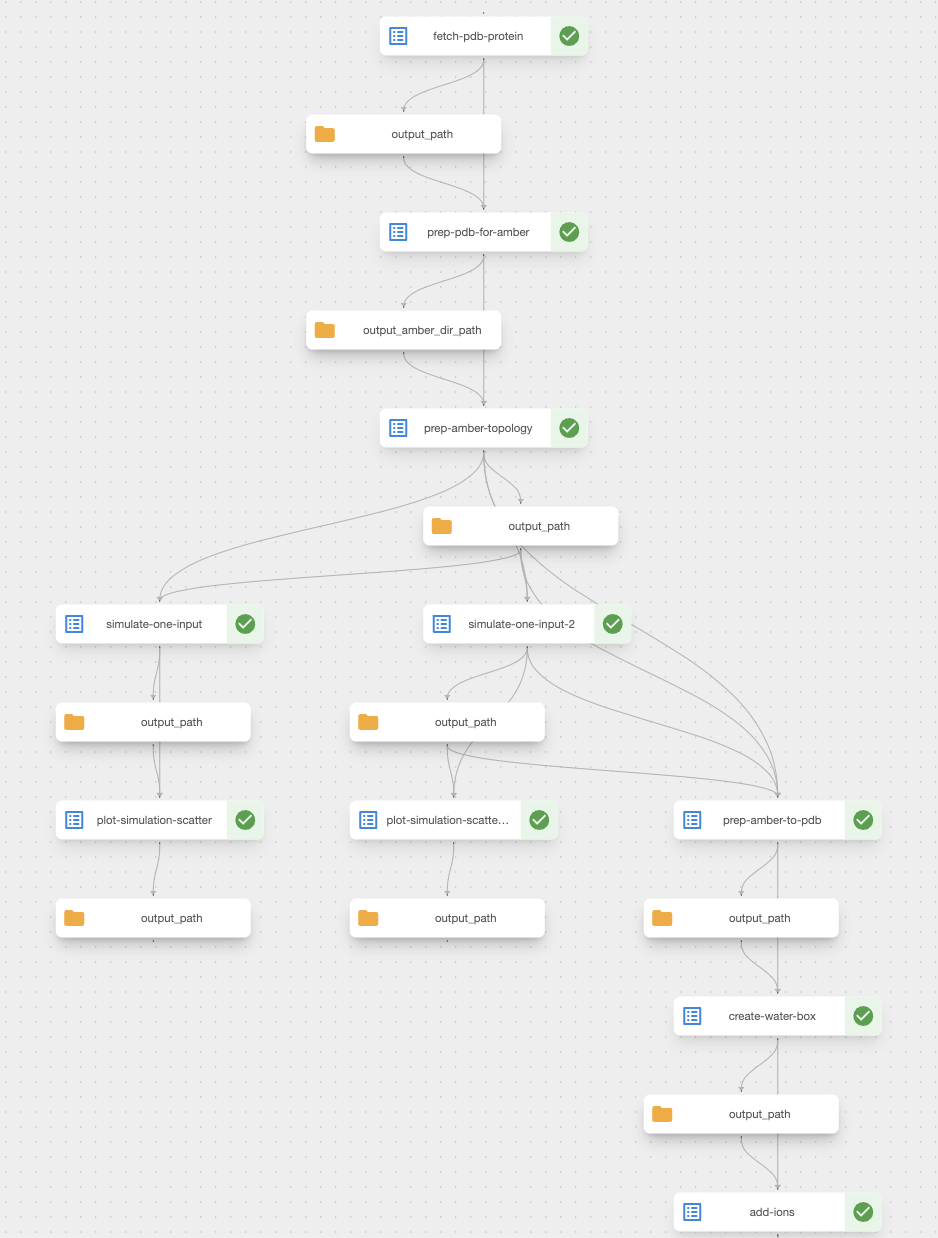 fetch-pdb-protein
output_path
prep-pdb-for-amber
output_amber_dir_path
prep-amber-topology
output_path
simulate-one-input
simulate-one-input-2
output_path
output_path
plot-simulation-scatter
plot-simulation-scatte...
prep-amber-to-pdb
output_path
output_path
output_path
create-water-box
output_path
add-ions